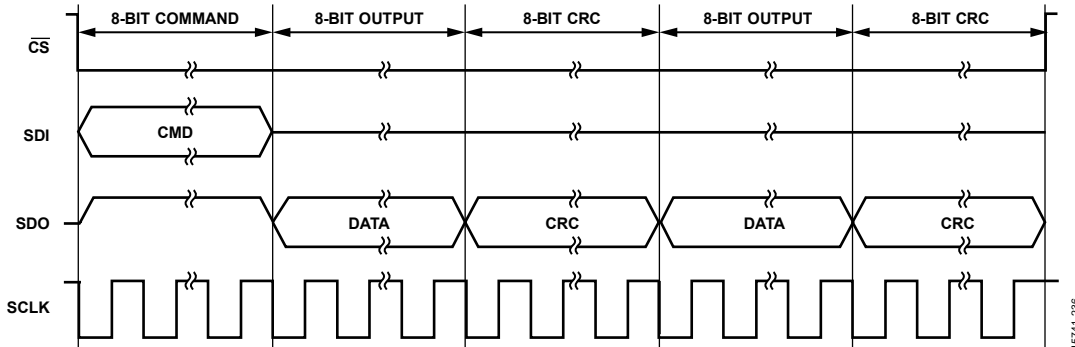 8-BIT COMMAND 8-BIT OUTPUT 8-BIT CRC 8-BIT OUTPUT 8-BIT CRC
CS
SDI CMD
SDO DATA CRC DATA CRC
SCLK